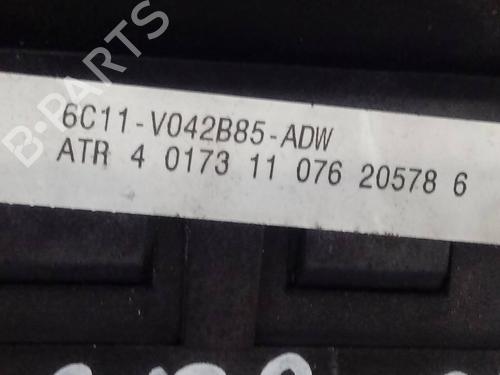 B-PARTS
6C11-V042B85-ADW
ATR 4 0173 11 076 20578 6